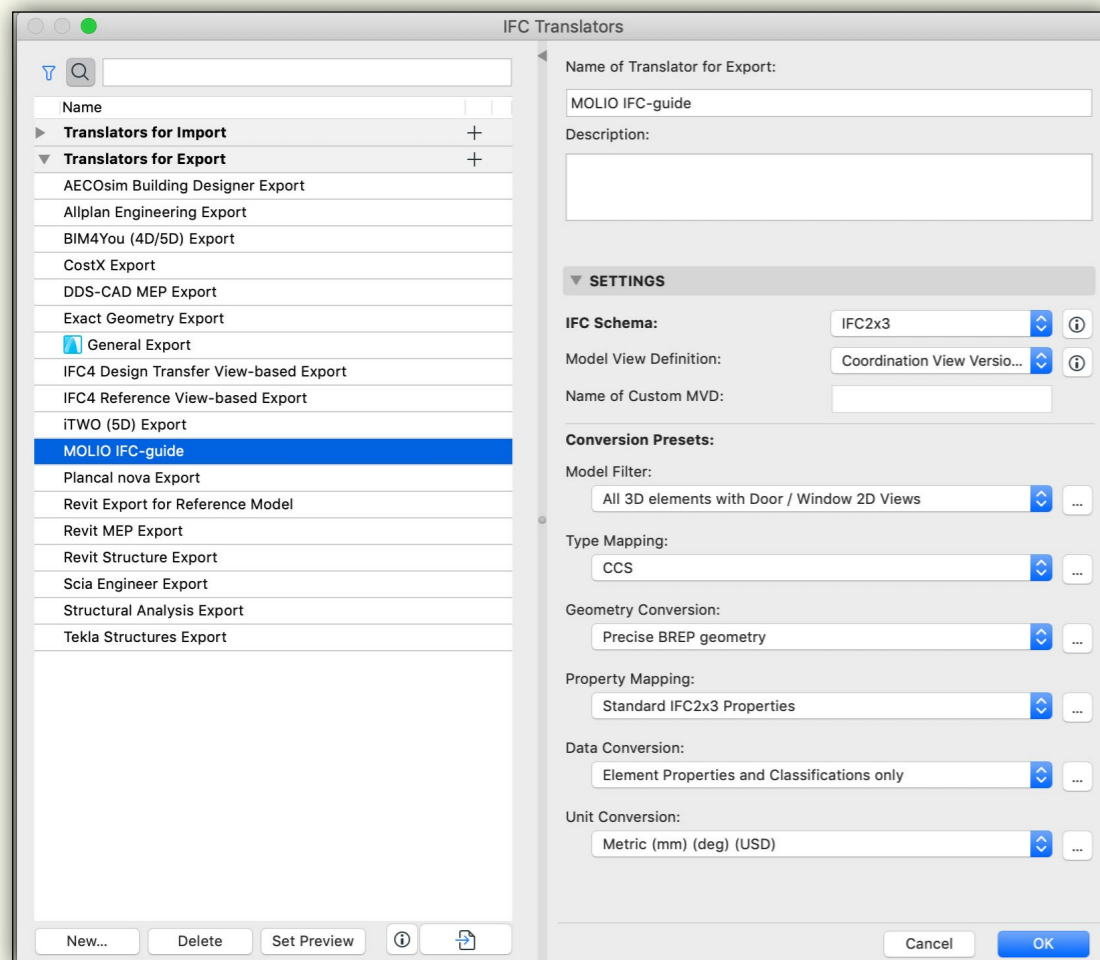 IFC Translators
Name
Translators for Import
Translators for Export
AECOsim Building Designer Export
Allplan Engineering Export
BIM4You (4D/5D) Export
CostX Export
DDS-CAD MEP Export
Exact Geometry Export
General Export
IFC4 Design Transfer View-based Export
IFC4 Reference View-based Export
iTWO (5D) Export
MOLIO IFC-guide
Plancal nova Export
Revit Export for Reference Model
Revit MEP Export
Revit Structure Export
Scia Engineer Export
Structural Analysis Export
Tekla Structures Export
New...
Delete
Set Preview
Name of Translator for Export:
MOLIO IFC-guide
Description:
SETTINGS
IFC Schema: IFC2x3
Model View Definition: Coordination View Versio...
Name of Custom MVD:
Conversion Presets:
Model Filter:
All 3D elements with Door / Window 2D Views ...
Type Mapping:
CCS ...
Geometry Conversion:
Precise BREP geometry ...
Property Mapping:
Standard IFC2x3 Properties ...
Data Conversion:
Element Properties and Classifications only ...
Unit Conversion:
Metric (mm) (deg) (USD) ...
Cancel
OK